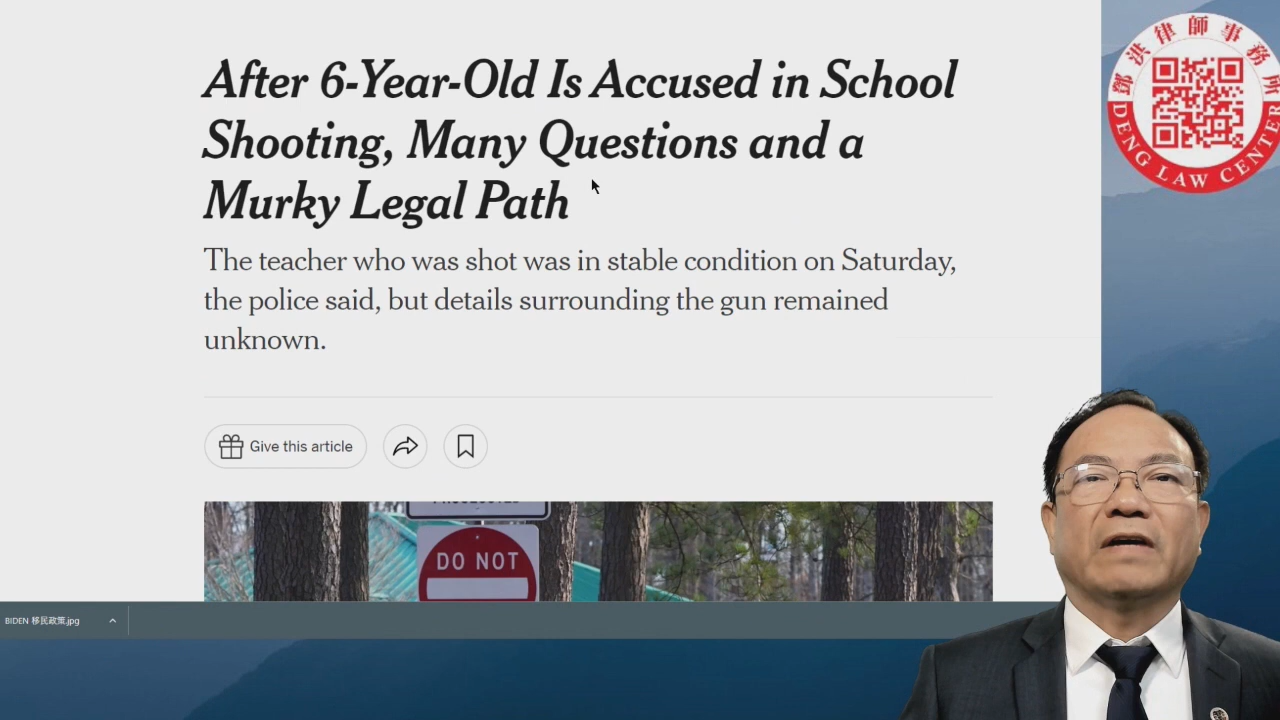 After 6-Year-Old Is Accused in School
Shooting, Many Questions and a
Murky Legal Path
The teacher who was shot was in stable condition on Saturday,
the police said, but details surrounding the gun remained
unknown.
Give this article
DO NOT
BIDEN 移民政策.jpg
鄧洪律師事務所
DENG LAW CENTER